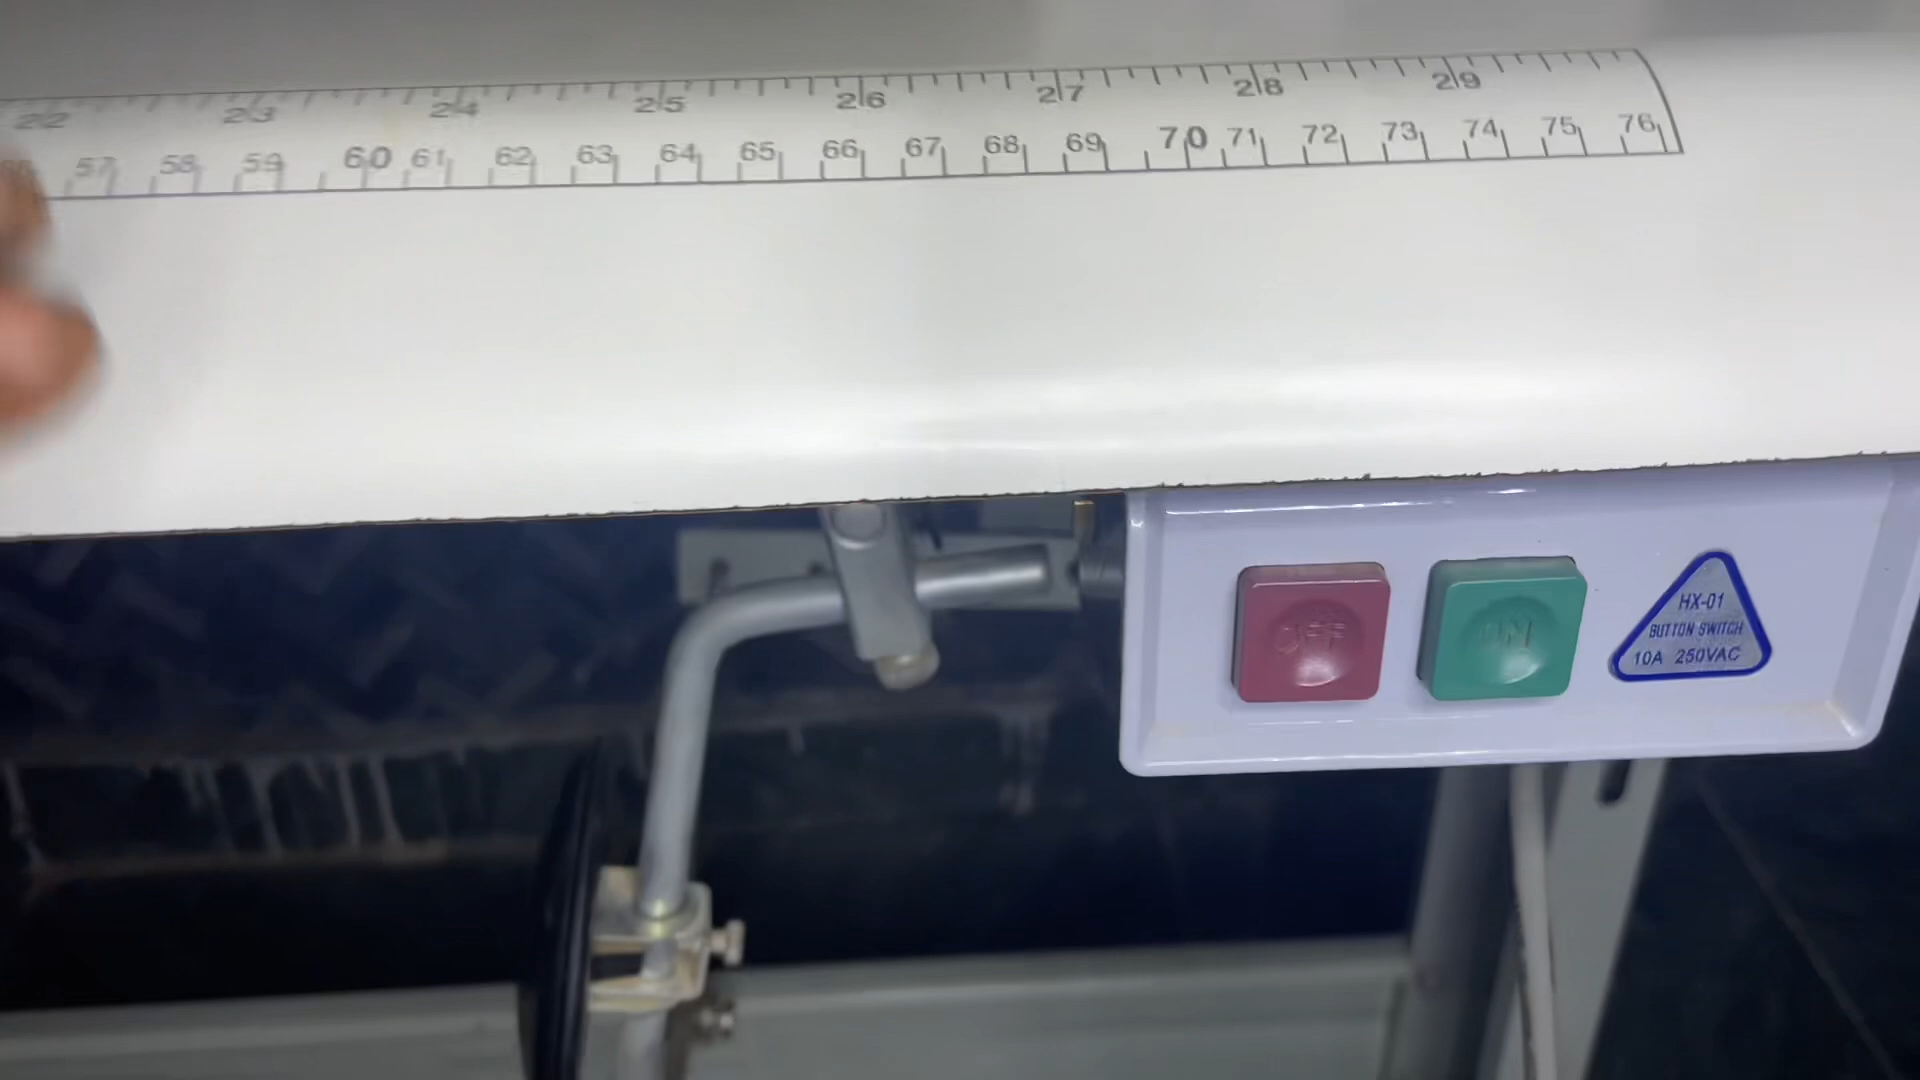 22 23 24 25 26 27 28 29
57 58 59 60 61 62 63 64 65 66 67 68 69 70 71 72 73 74 75 76
OFF
ON
HX-01
BUTTON SWITCH
10A 250VAC